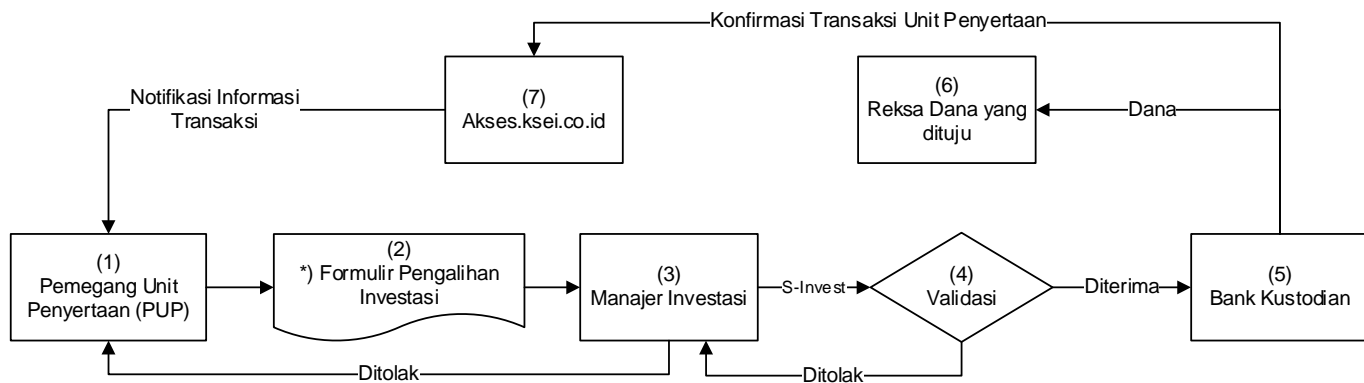 Konfirmasi Transaksi Unit Penyertaan
(7)
Akses.ksei.co.id
(6)
Reksa Dana yang
dituju
Notifikasi Informasi
Transaksi
Dana
(1)
Pemegang Unit
Penyertaan (PUP)
(2)
*) Formulir Pengalihan
Investasi
(3)
Manajer Investasi
S-Invest
(4)
Validasi
Diterima
(5)
Bank Kustodian
Ditolak
Ditolak